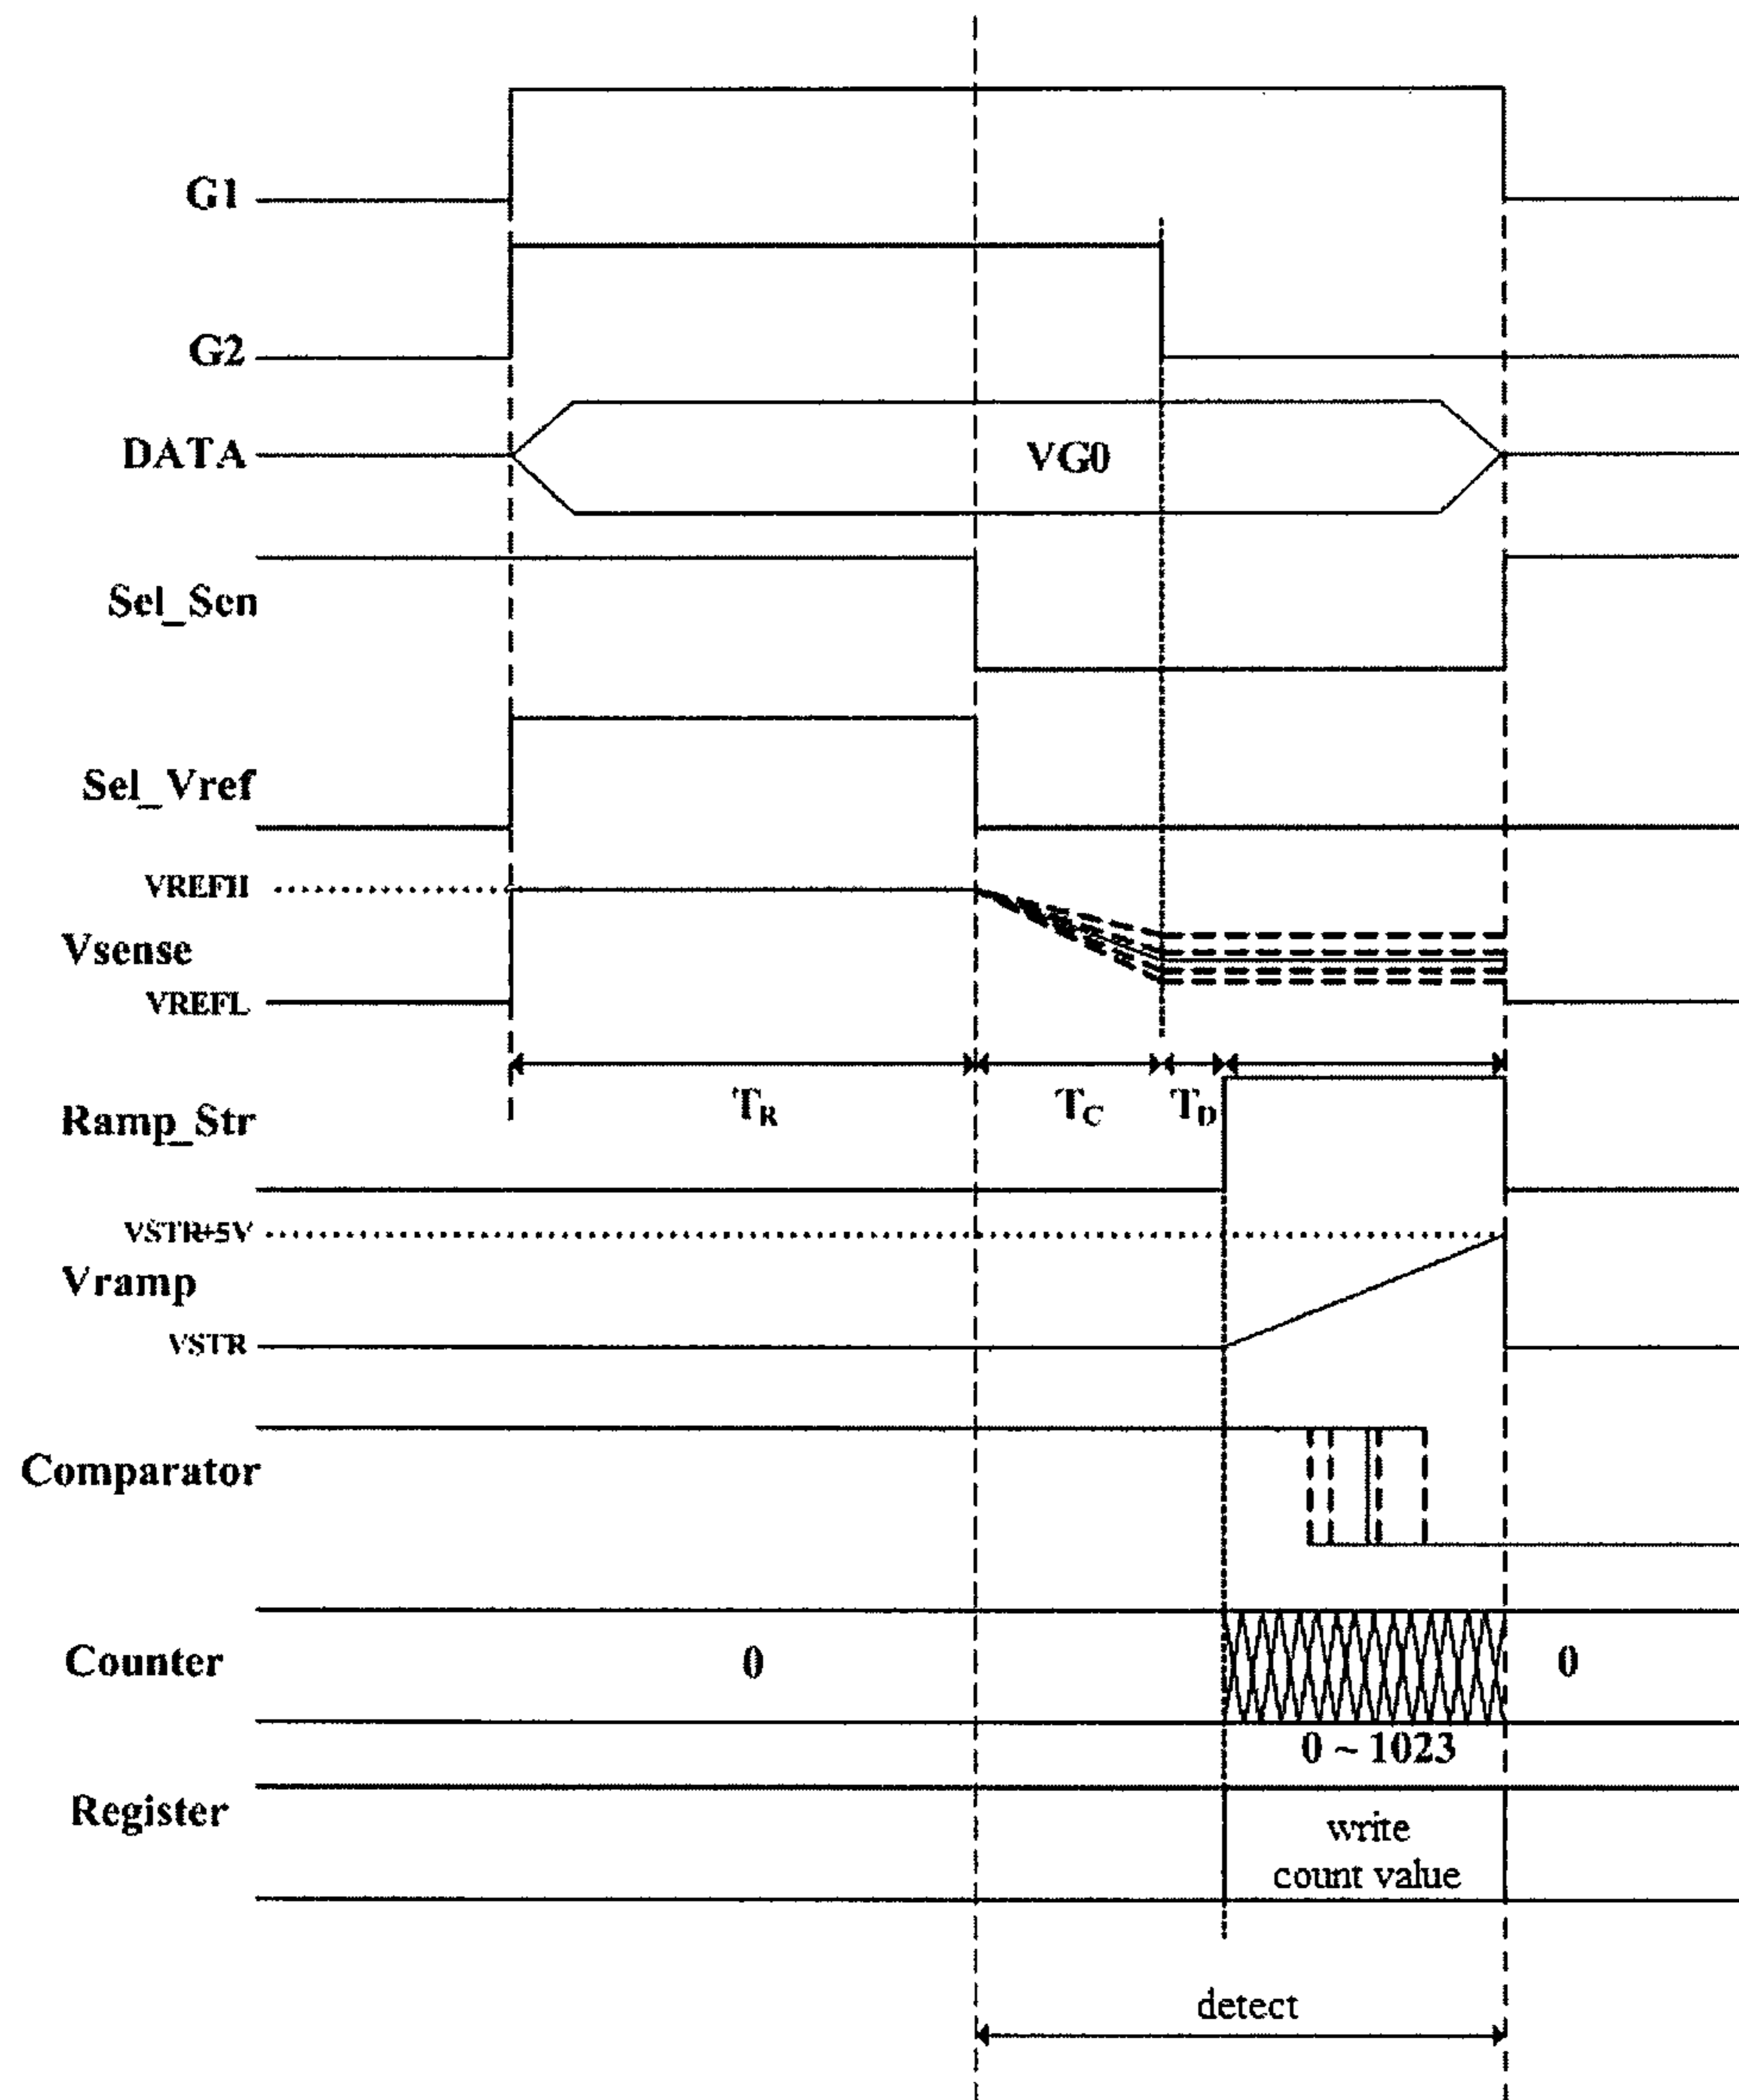 G1
G2
DATA
VG0
Sel_Sen
Sel_Vref
VREFH
Vsense
VREFL
TR
TC
TD
Ramp_Str
VSTR+5V
Vramp
VSTR
Comparator
Counter
0
0
0 ~ 1023
Register
write
count value
detect